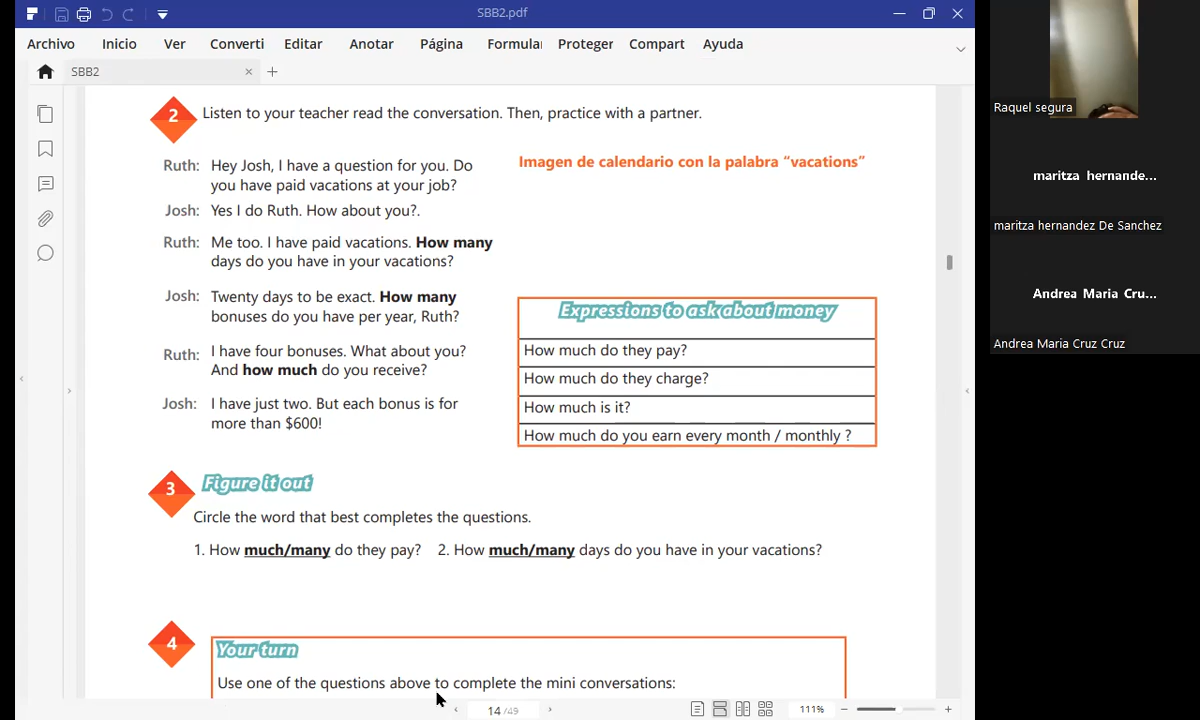 SBB2.pdf
Archivo Inicio Ver Converti Editar Anotar Página Formular Proteger Compart Ayuda
SBB2
2 Listen to your teacher read the conversation. Then, practice with a partner.
Ruth: Hey Josh, I have a question for you. Do
you have paid vacations at your job?
Josh: Yes I do Ruth. How about you?.
Ruth: Me too. I have paid vacations. How many
days do you have in your vacations?
Josh: Twenty days to be exact. How many
bonuses do you have per year, Ruth?
Ruth: I have four bonuses. What about you?
And how much do you receive?
Josh: I have just two. But each bonus is for
more than $600!
Imagen de calendario con la palabra “vacations”
Expressions to ask about money
How much do they pay?
How much do they charge?
How much is it?
How much do you earn every month / monthly ?
3 Figure it out
Circle the word that best completes the questions.
1. How much/many do they pay? 2. How much/many days do you have in your vacations?
4 Your turn
Use one of the questions above to complete the mini conversations:
14 /49
111%
Raquel segura
maritza hernande...
maritza hernandez De Sanchez
Andrea Maria Cru...
Andrea Maria Cruz Cruz